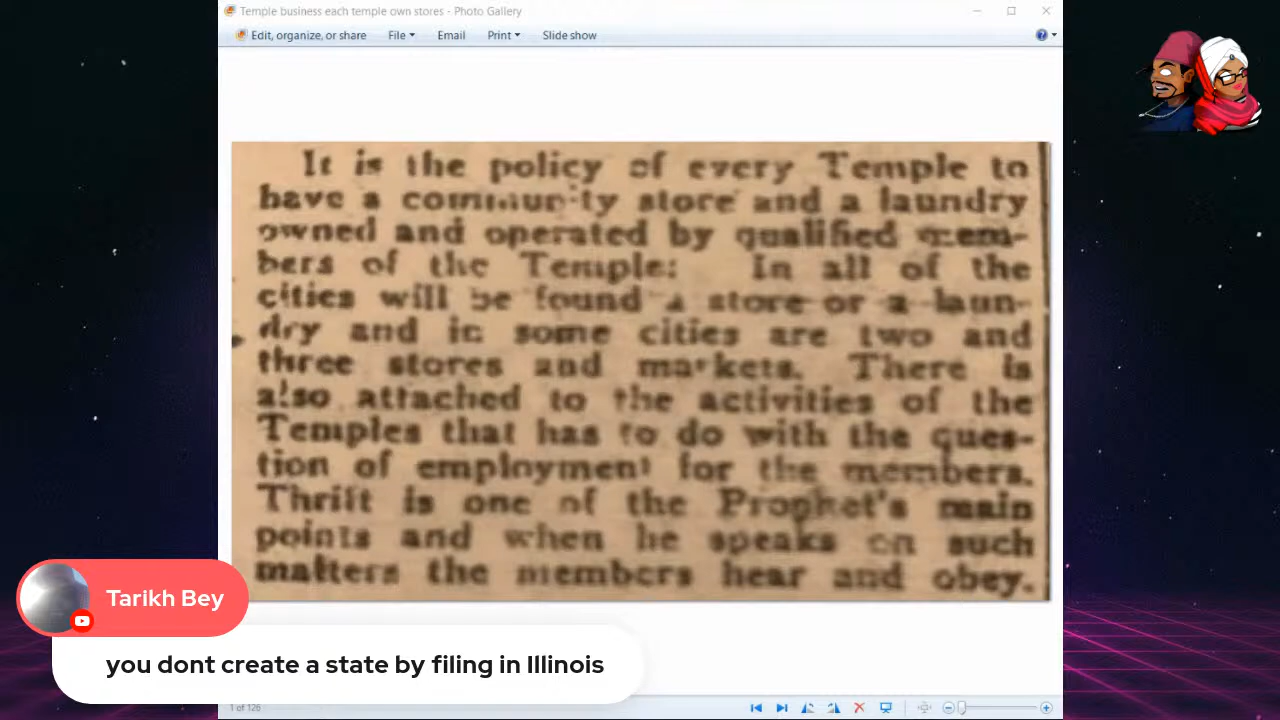 Temple business each temple own stores - Photo Gallery
Edit, organize, or share File Email Print Slide show
It is the policy of every Temple to
have a community store and a laundry
owned and operated by qualified mem-
bers of the Temple: In all of the
cities will be found a store or a laun-
dry and in some cities are two and
three stores and markets. There is
also attached to the activities of the
Temples that has to do with the ques-
tion of employment for the members.
Thrift is one of the Prophet's main
points and when he speaks on such
matters the members hear and obey.
Tarikh Bey
you dont create a state by filing in Illinois
1 of 126